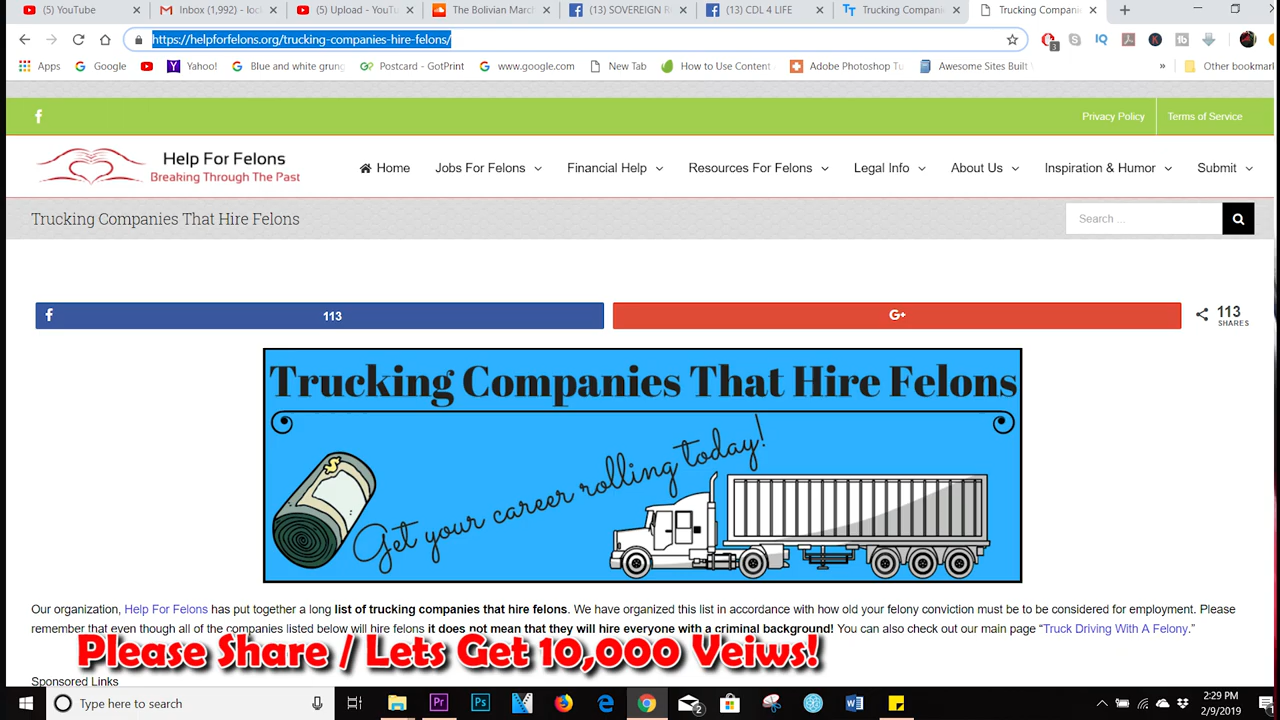 (5) YouTube
Inbox (1,992) - loc
(5) Upload - YouTu
The Bolivian March
(13) SOVEREIGN R
(13) CDL 4 LIFE
Trucking Compani
Trucking Compani
https://helpforfelons.org/trucking-companies-hire-felons/
3
Apps
Google
Yahoo!
Blue and white grung
Postcard - GotPrint
www.google.com
New Tab
How to Use Content
Adobe Photoshop Tu
Awesome Sites Built
»
Other bookmar
Privacy Policy
Terms of Service
Help For Felons
Breaking Through The Past
Home
Jobs For Felons
Financial Help
Resources For Felons
Legal Info
About Us
Inspiration & Humor
Submit
Trucking Companies That Hire Felons
Search ...
113
G+
113
SHARES
Trucking Companies That Hire Felons
Get your career rolling today!
Our organization, Help For Felons has put together a long list of trucking companies that hire felons. We have organized this list in accordance with how old your felony conviction must be to be considered for employment. Please
remember that even though all of the companies listed below will hire felons it does not mean that they will hire everyone with a criminal background! You can also check out our main page “Truck Driving With A Felony.”
Please Share / Lets Get 10,000 Veiws!
Sponsored Links
Type here to search
Pr
Ps
2
2:29 PM
2/9/2019